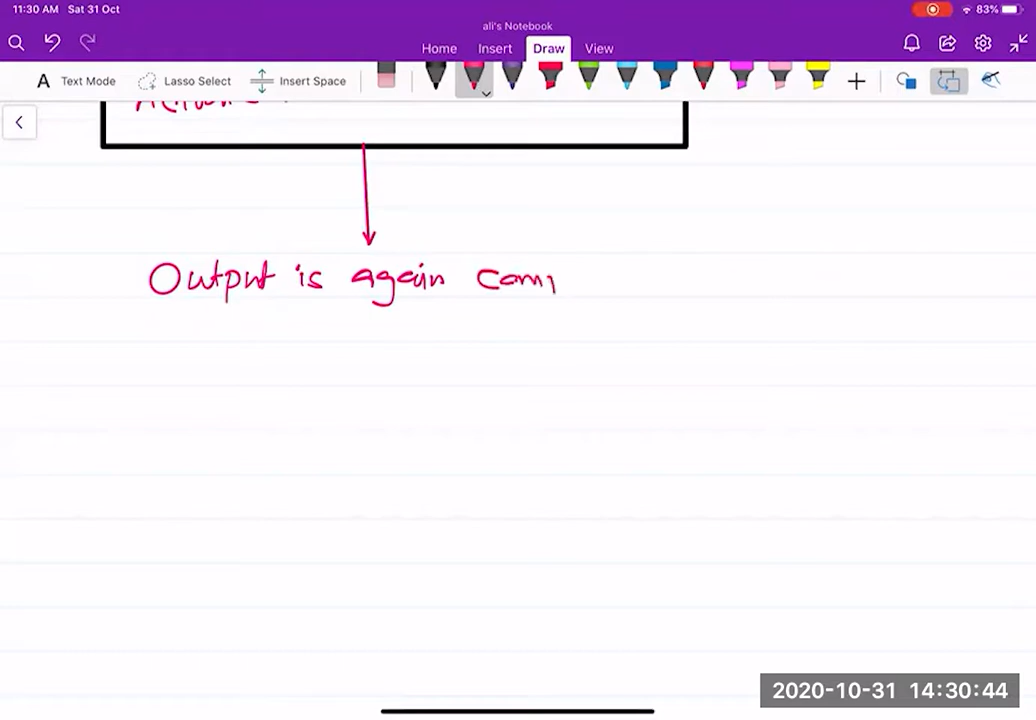 11:30 AM Sat 31 Oct
83%
ali's Notebook
Home Insert Draw View
A Text Mode Lasso Select Insert Space
Output is again com
2020-10-31 14:30:44